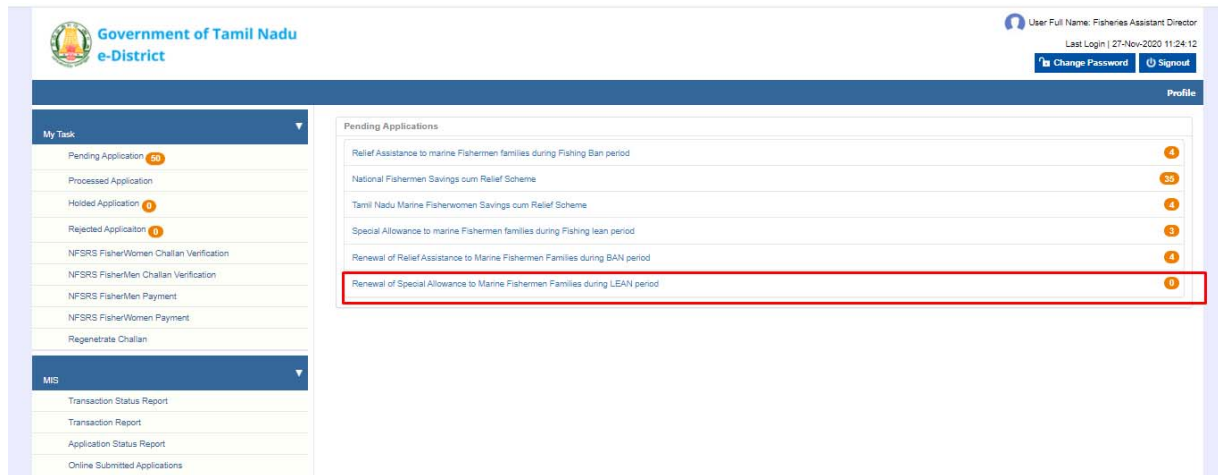 Government of Tamil Nadu
e-District
User Full Name: Fisheries Assistant Director
Last Login | 27-Nov-2020 11:24:12
Change Password
Signout
Profile
My Task
Pending Application 50
Processed Application
Holded Application 0
Rejected Applicaiton 0
NFSRS FisherWomen Challan Verification
NFSRS FisherMen Challan Verification
NFSRS FisherMen Payment
NFSRS FisherWomen Payment
Regenetrate Challan
MIS
Transaction Status Report
Transaction Report
Application Status Report
Online Submitted Applications
Pending Applications
Relief Assistance to marine Fishermen families during Fishing Ban period 4
National Fishermen Savings cum Relief Scheme 35
Tamil Nadu Marine Fisherwomen Savings cum Relief Scheme 4
Special Allowance to marine Fishermen families during Fishing lean period 3
Renewal of Relief Assistance to Marine Fishermen Families during BAN period 4
Renewal of Special Allowance to Marine Fishermen Families during LEAN period 0